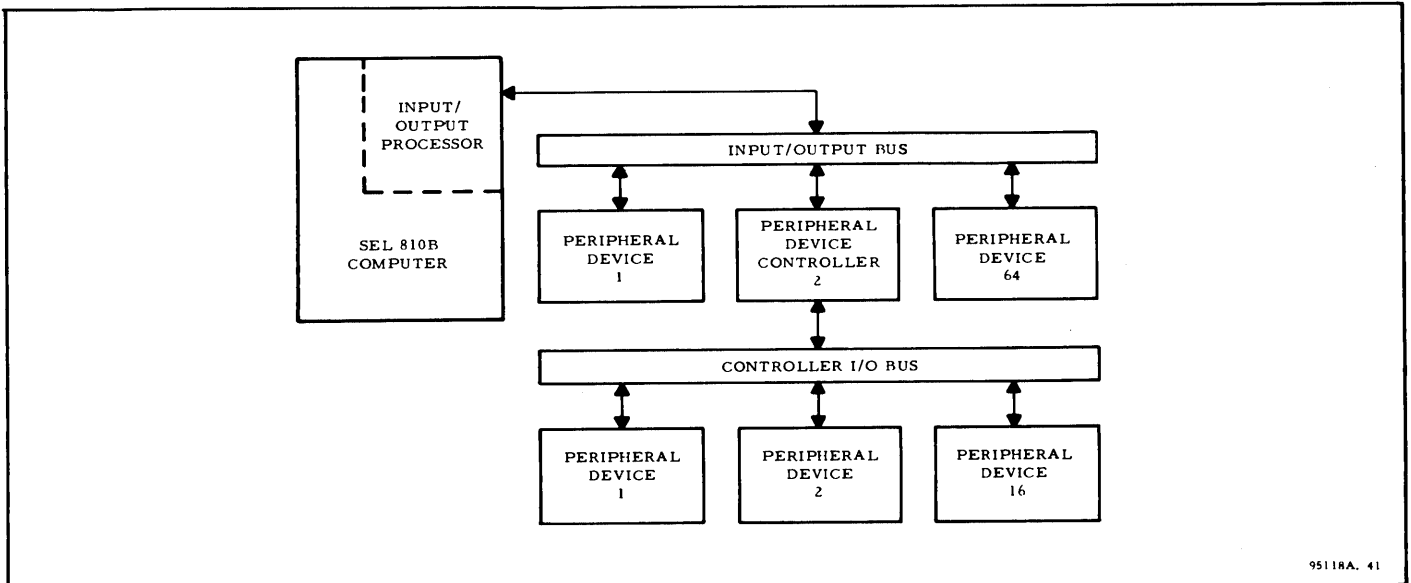 INPUT/
OUTPUT
PROCESSOR
SEL 810B
COMPUTER
INPUT/OUTPUT BUS
PERIPHERAL
DEVICE
1
PERIPHERAL
DEVICE
CONTROLLER
2
PERIPHERAL
DEVICE
64
CONTROLLER I/O BUS
PERIPHERAL
DEVICE
1
PERIPHERAL
DEVICE
2
PERIPHERAL
DEVICE
16
95118A. 41